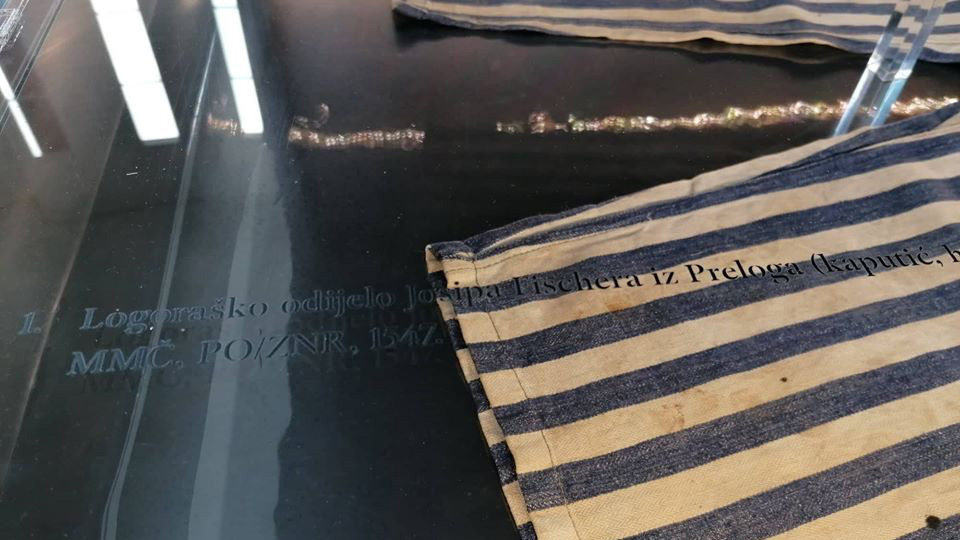 1. Logoraško odijelo Josipa Fischera iz Preloga (kaputić, h
MMČ, PO/ZNR, 1547.